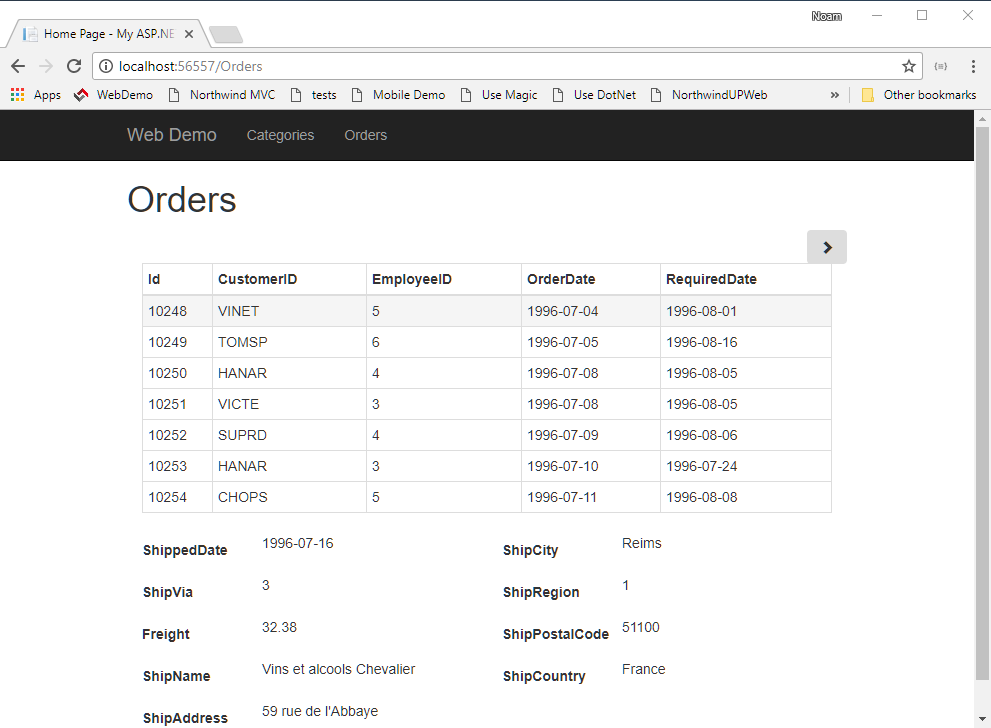 Noam
Home Page - My ASP.NE
localhost:56557/Orders
Apps WebDemo Northwind MVC tests Mobile Demo Use Magic Use DotNet NorthwindUPWeb » Other bookmarks
Web Demo Categories Orders
Orders
Id CustomerID EmployeeID OrderDate RequiredDate
10248 VINET 5 1996-07-04 1996-08-01
10249 TOMSP 6 1996-07-05 1996-08-16
10250 HANAR 4 1996-07-08 1996-08-05
10251 VICTE 3 1996-07-08 1996-08-05
10252 SUPRD 4 1996-07-09 1996-08-06
10253 HANAR 3 1996-07-10 1996-07-24
10254 CHOPS 5 1996-07-11 1996-08-08
ShippedDate 1996-07-16 ShipCity Reims
ShipVia 3 ShipRegion 1
Freight 32.38 ShipPostalCode 51100
ShipName Vins et alcools Chevalier ShipCountry France
ShipAddress 59 rue de l'Abbaye